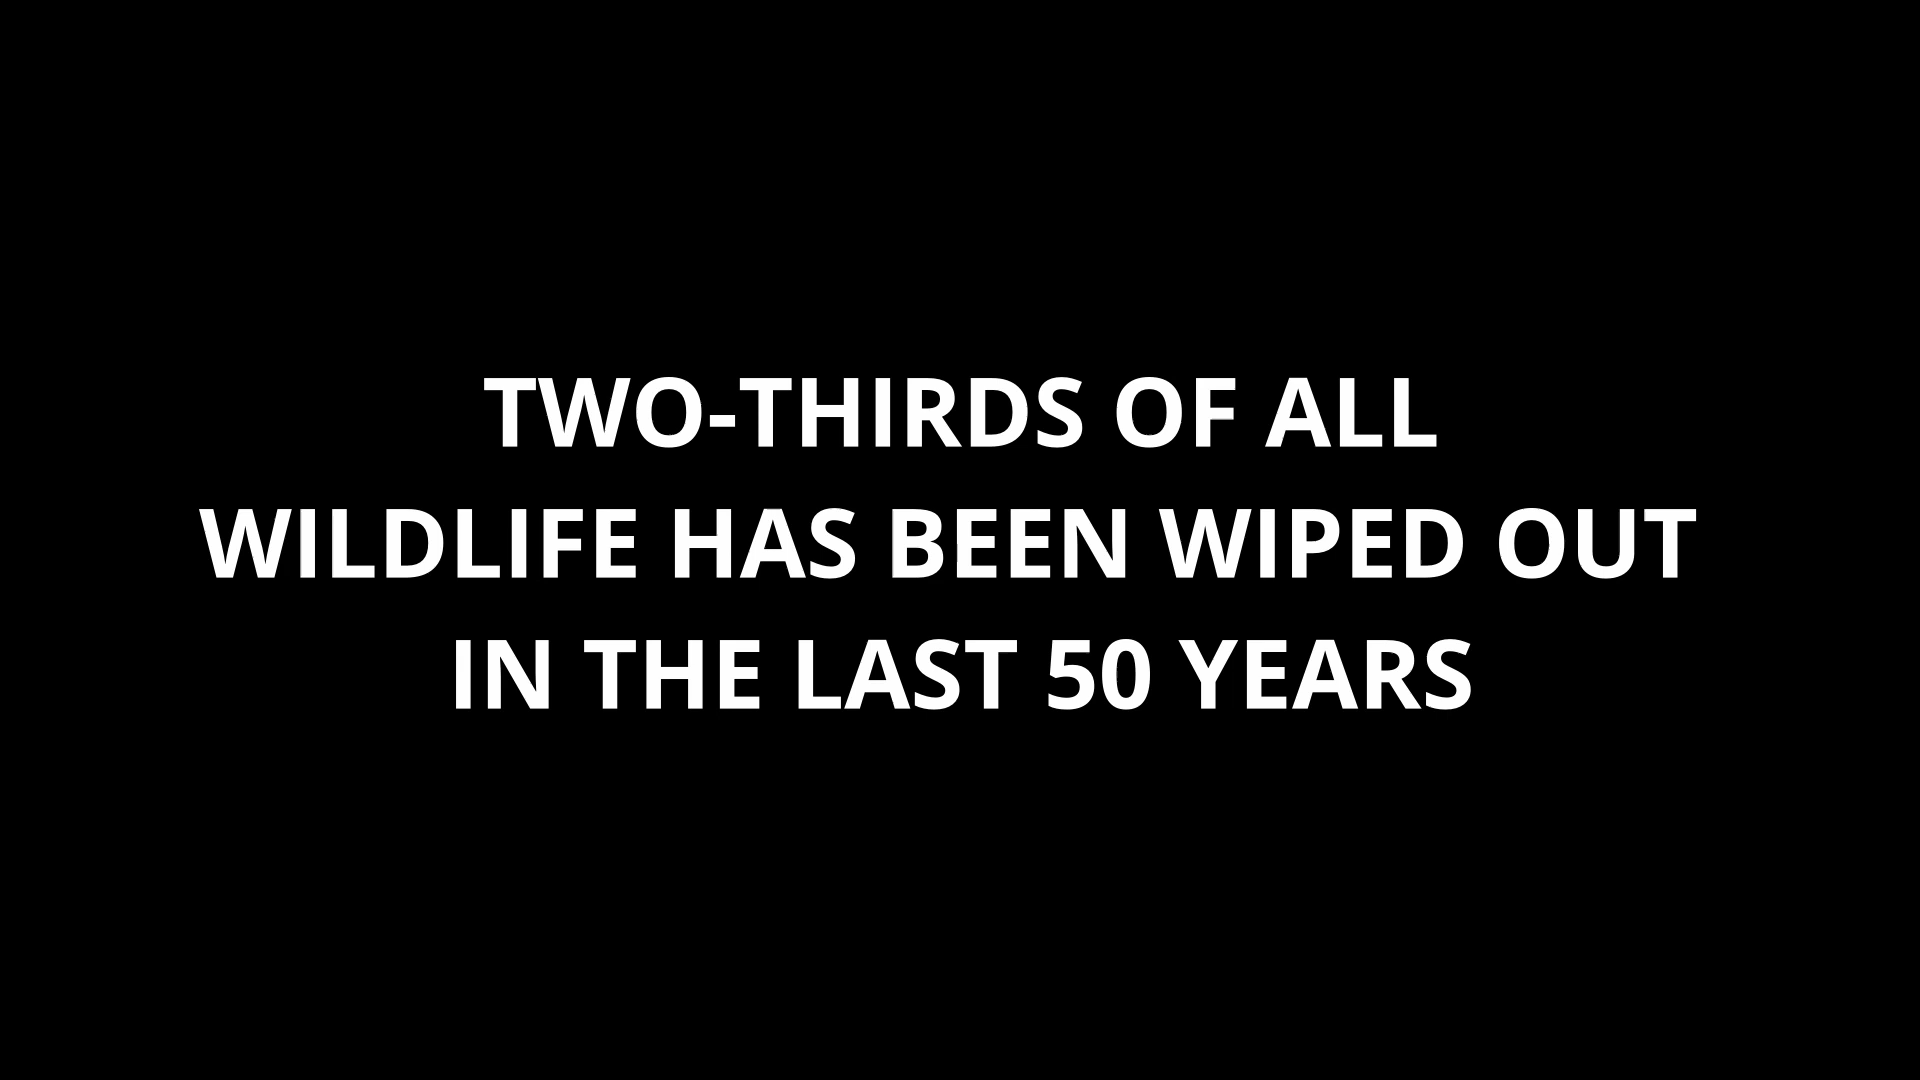 TWO-THIRDS OF ALL
WILDLIFE HAS BEEN WIPED OUT
IN THE LAST 50 YEARS